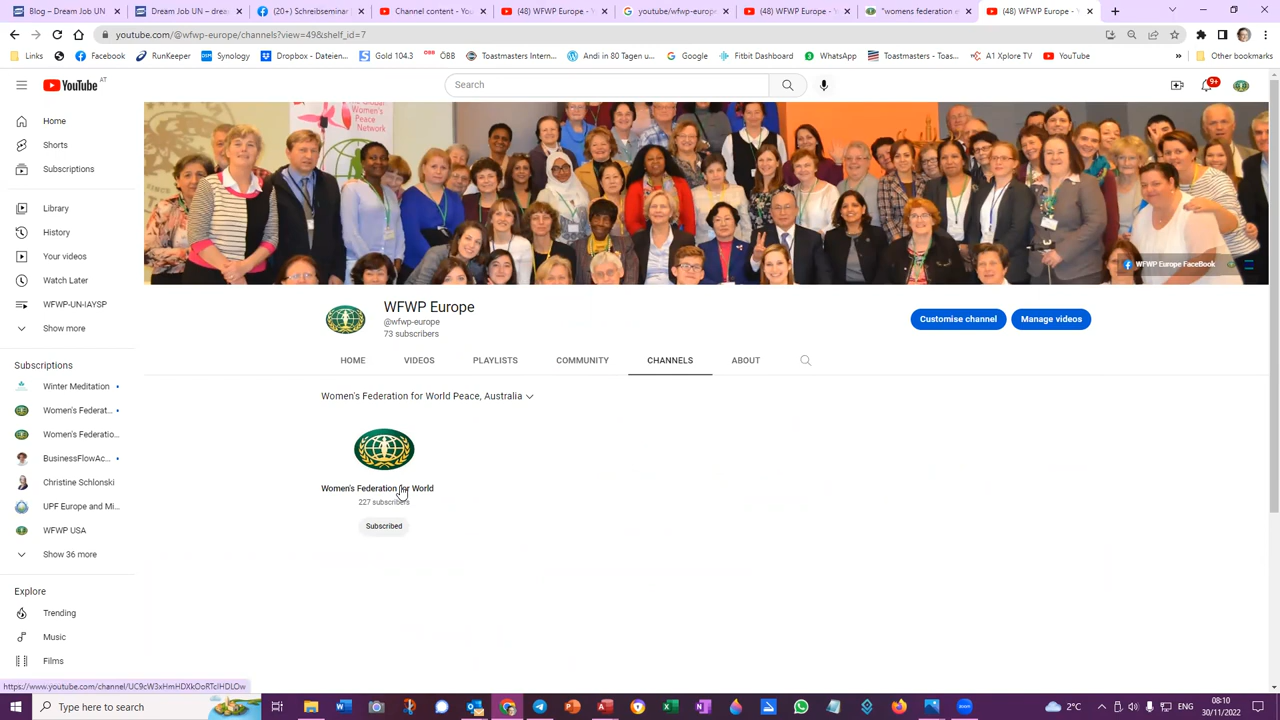 Blog – Dream Job UN
Dream Job UN – drea
(20+) Schreibseminar
Channel content - You
(48) WFWP Europe -
youtube/wfwp-europ
(48) WFWP Europe -
"womens federation
(48) WFWP Europe -
youtube.com/@wfwp-europe/channels?view=49&shelf_id=7
Links
Facebook
RunKeeper
Synology
Dropbox - Dateien...
Gold 104.3
ÖBB
Toastmasters Intern...
Andi in 80 Tagen u...
Google
Fitbit Dashboard
WhatsApp
Toastmasters - Toas...
A1 Xplore TV
YouTube
»
Other bookmarks
YouTube AT
Search
9+
Home
Shorts
Subscriptions
Library
History
Your videos
Watch Later
WFWP-UN-IAYSP
Show more
Subscriptions
Winter Meditation
Women's Federat...
Women's Federatio...
BusinessFlowAc...
Christine Schlonski
UPF Europe and Mi...
WFWP USA
Show 36 more
Explore
Trending
Music
Films
Women's
Peace
Network
WFWP Europe FaceBook
WFWP Europe
@wfwp-europe
73 subscribers
Customise channel
Manage videos
HOME
VIDEOS
PLAYLISTS
COMMUNITY
CHANNELS
ABOUT
Women's Federation for World Peace, Australia
Women's Federation for World
227 subscribers
Subscribed
https://www.youtube.com/channel/UC9cW3xHmHDXkOoRTcIHDLOw
Type here to search
2°C
ENG
08:10
30/11/2022